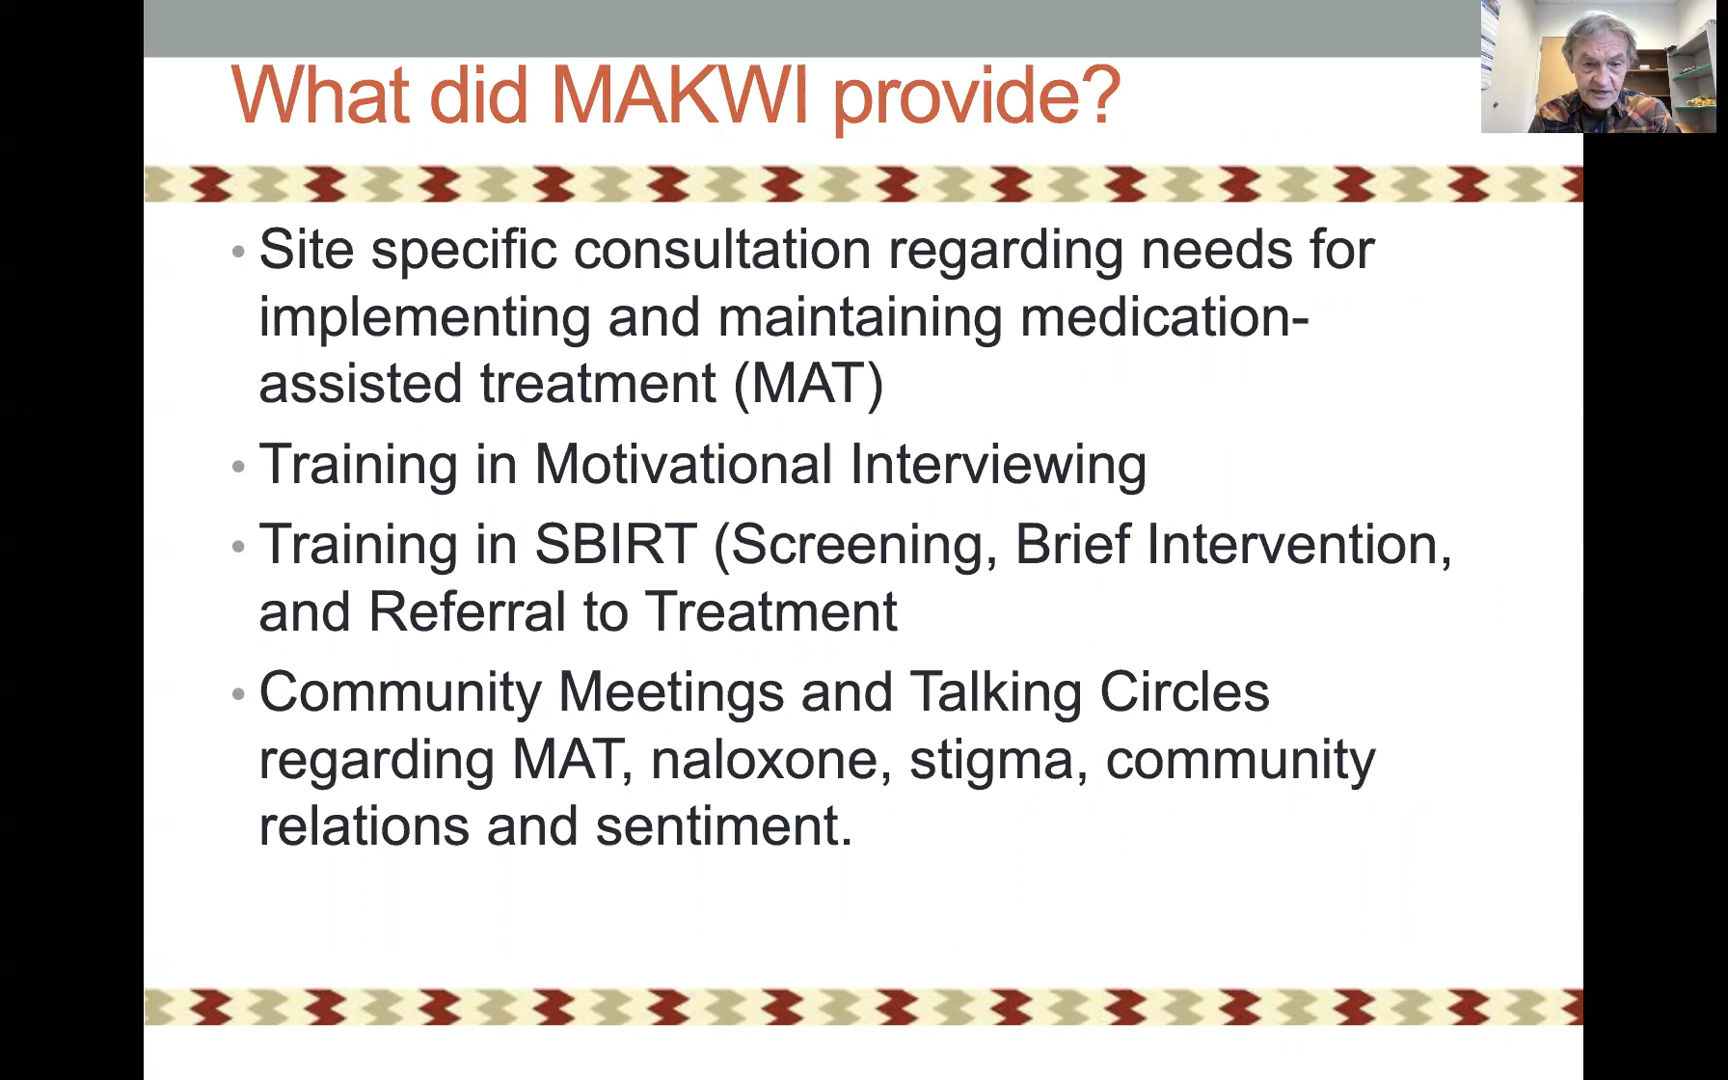 What did MAKWI provide?
• Site specific consultation regarding needs for
implementing and maintaining medication-
assisted treatment (MAT)
• Training in Motivational Interviewing
• Training in SBIRT (Screening, Brief Intervention,
and Referral to Treatment
• Community Meetings and Talking Circles
regarding MAT, naloxone, stigma, community
relations and sentiment.